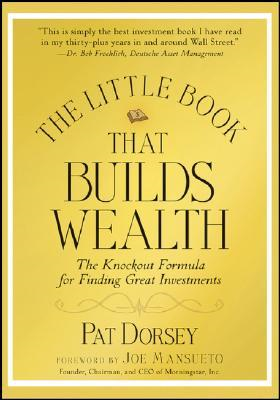 "This is simply the best investment book I have read
in my thirty-plus years in and around Wall Street."
—Dr. Bob Froehlich, Deutsche Asset Management
THE LITTLE BOOK
THAT
BUILDS
WEALTH
The Knockout Formula
for Finding Great Investments
PAT DORSEY
FOREWORD BY JOE MANSUETO
Founder, Chairman, and CEO of Morningstar, Inc.